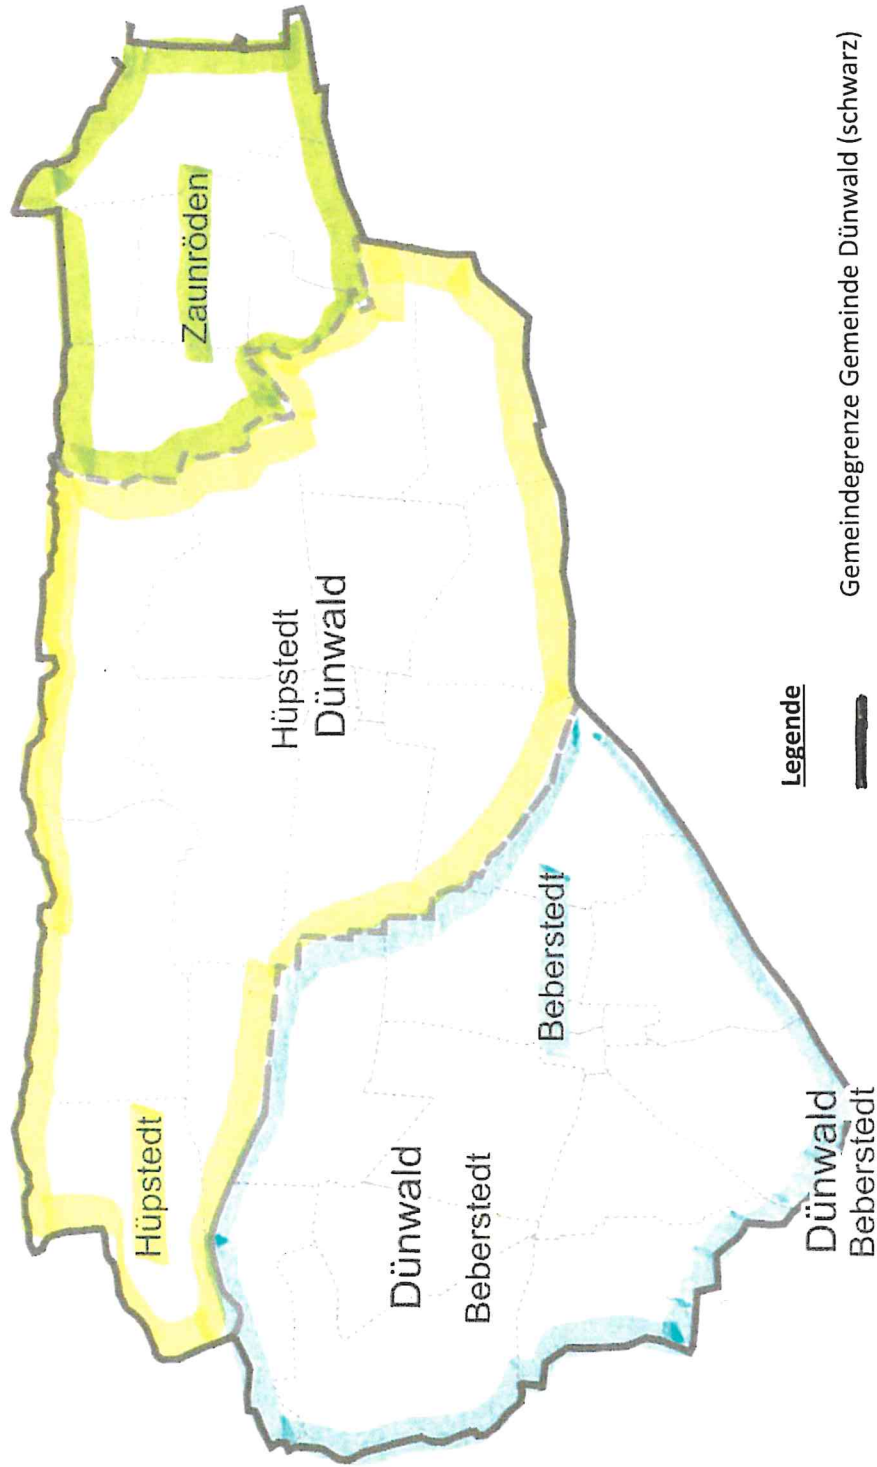 Hüpstedt
Zaunröden
Hüpstedt
Dünwald
Dünwald
Beberstedt
Beberstedt
Dünwald
Beberstedt
Legende
Gemeindegrenze Gemeinde Dünwald (schwarz)